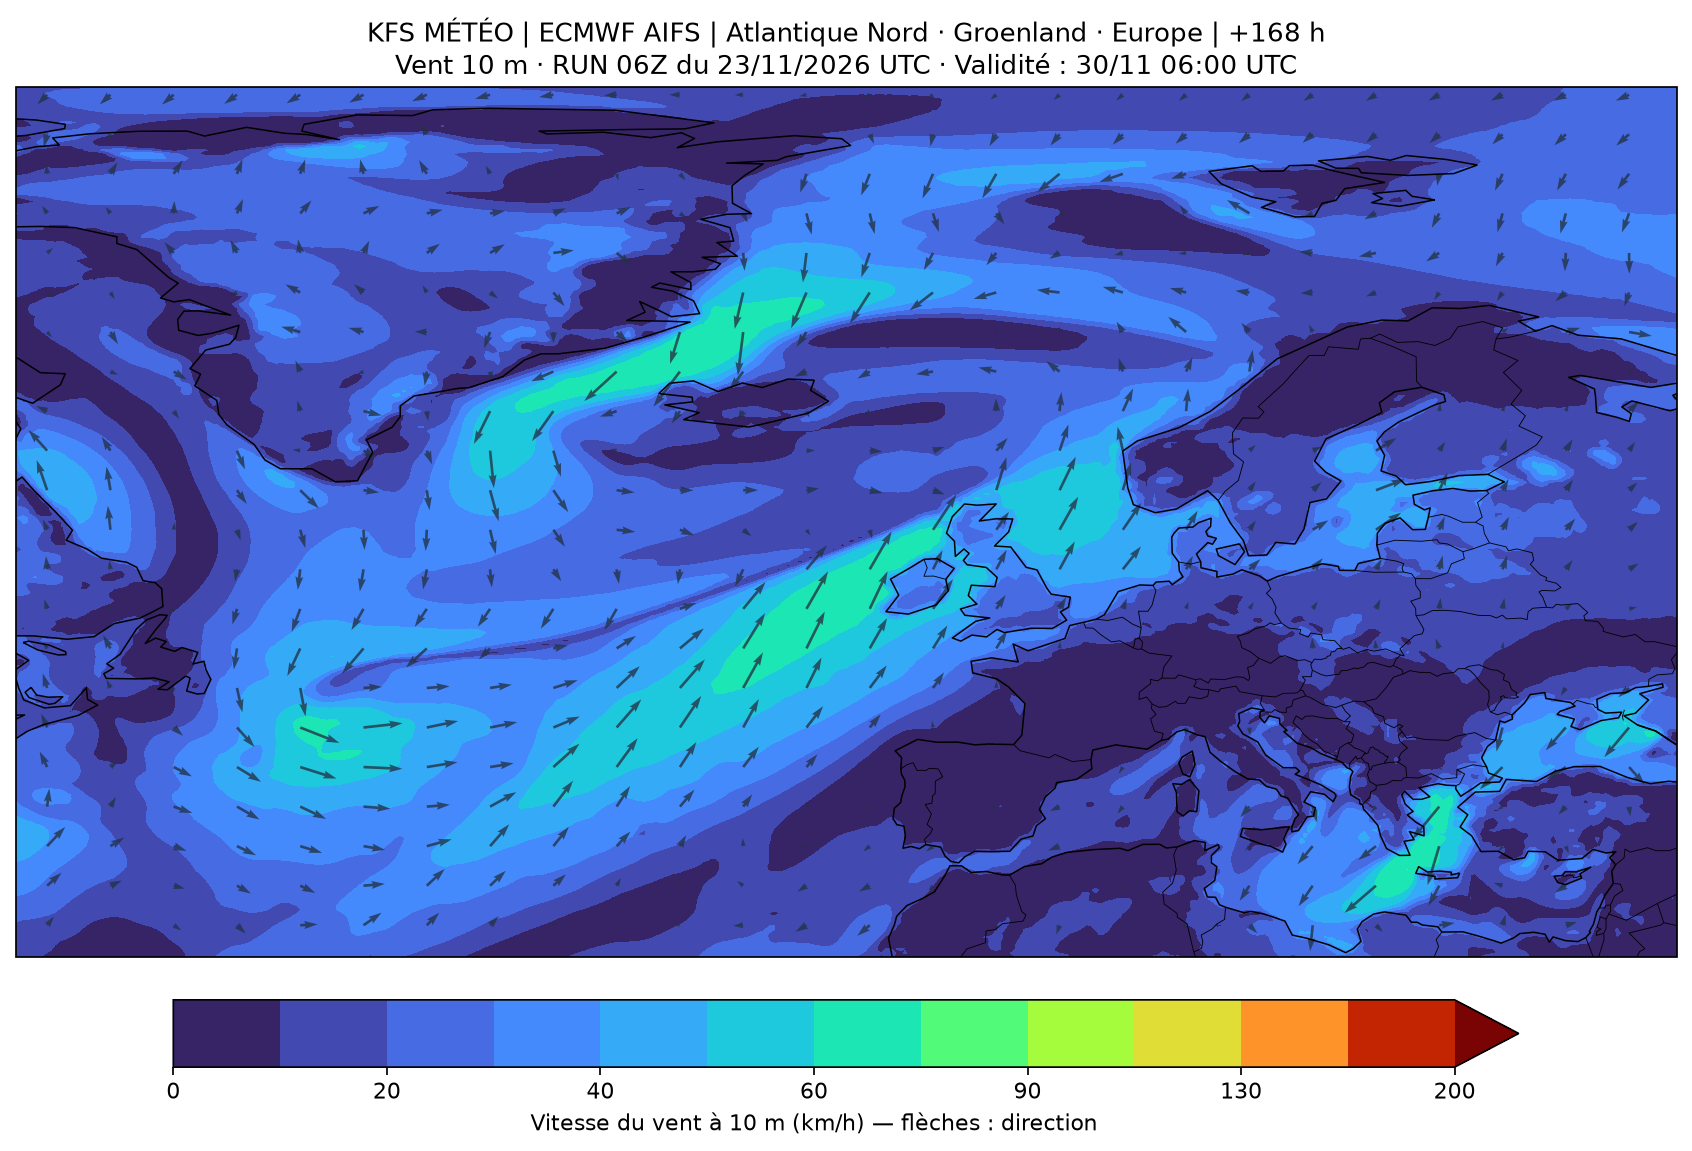 KFS MÉTÉO | ECMWF AIFS | Atlantique Nord · Groenland · Europe | +168 h
Vent 10 m · RUN 06Z du 23/11/2026 UTC · Validité : 30/11 06:00 UTC
0 20 40 60 90 130 200
Vitesse du vent à 10 m (km/h) — flèches : direction